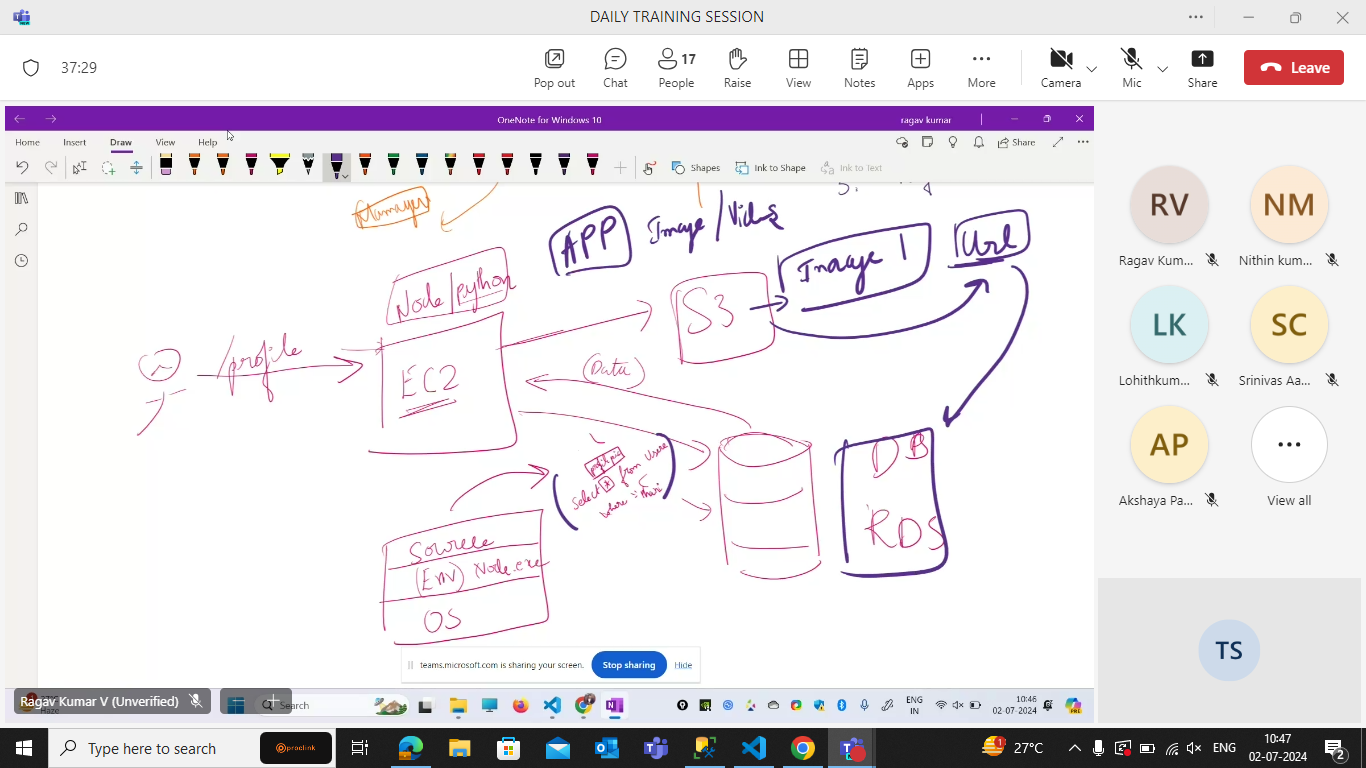 DAILY TRAINING SESSION
37:29
Pop out
Chat
17
People
Raise
View
Notes
Apps
More
Camera
Mic
Share
Leave
OneNote for Windows 10
ragav kumar
Home
Insert
Draw
View
Help
Share
Shapes
Ink to Shape
Ink to Text
Manager
APP
Image / Videos
Image 1
Url
Node / python
S3
/profile
EC2
(Data)
profile pic
select * from users
where
DB
RDS
Source
(Env) Node.exe
OS
teams.microsoft.com is sharing your screen.
Stop sharing
Hide
Ragav Kumar V (Unverified)
Search
ENG
IN
10:46
02-07-2024
RV
Ragav Kum...
NM
Nithin kum...
LK
Lohithkum...
SC
Srinivas Aa...
AP
Akshaya Pa...
View all
TS
Type here to search
proclink
27°C
ENG
10:47
02-07-2024
2